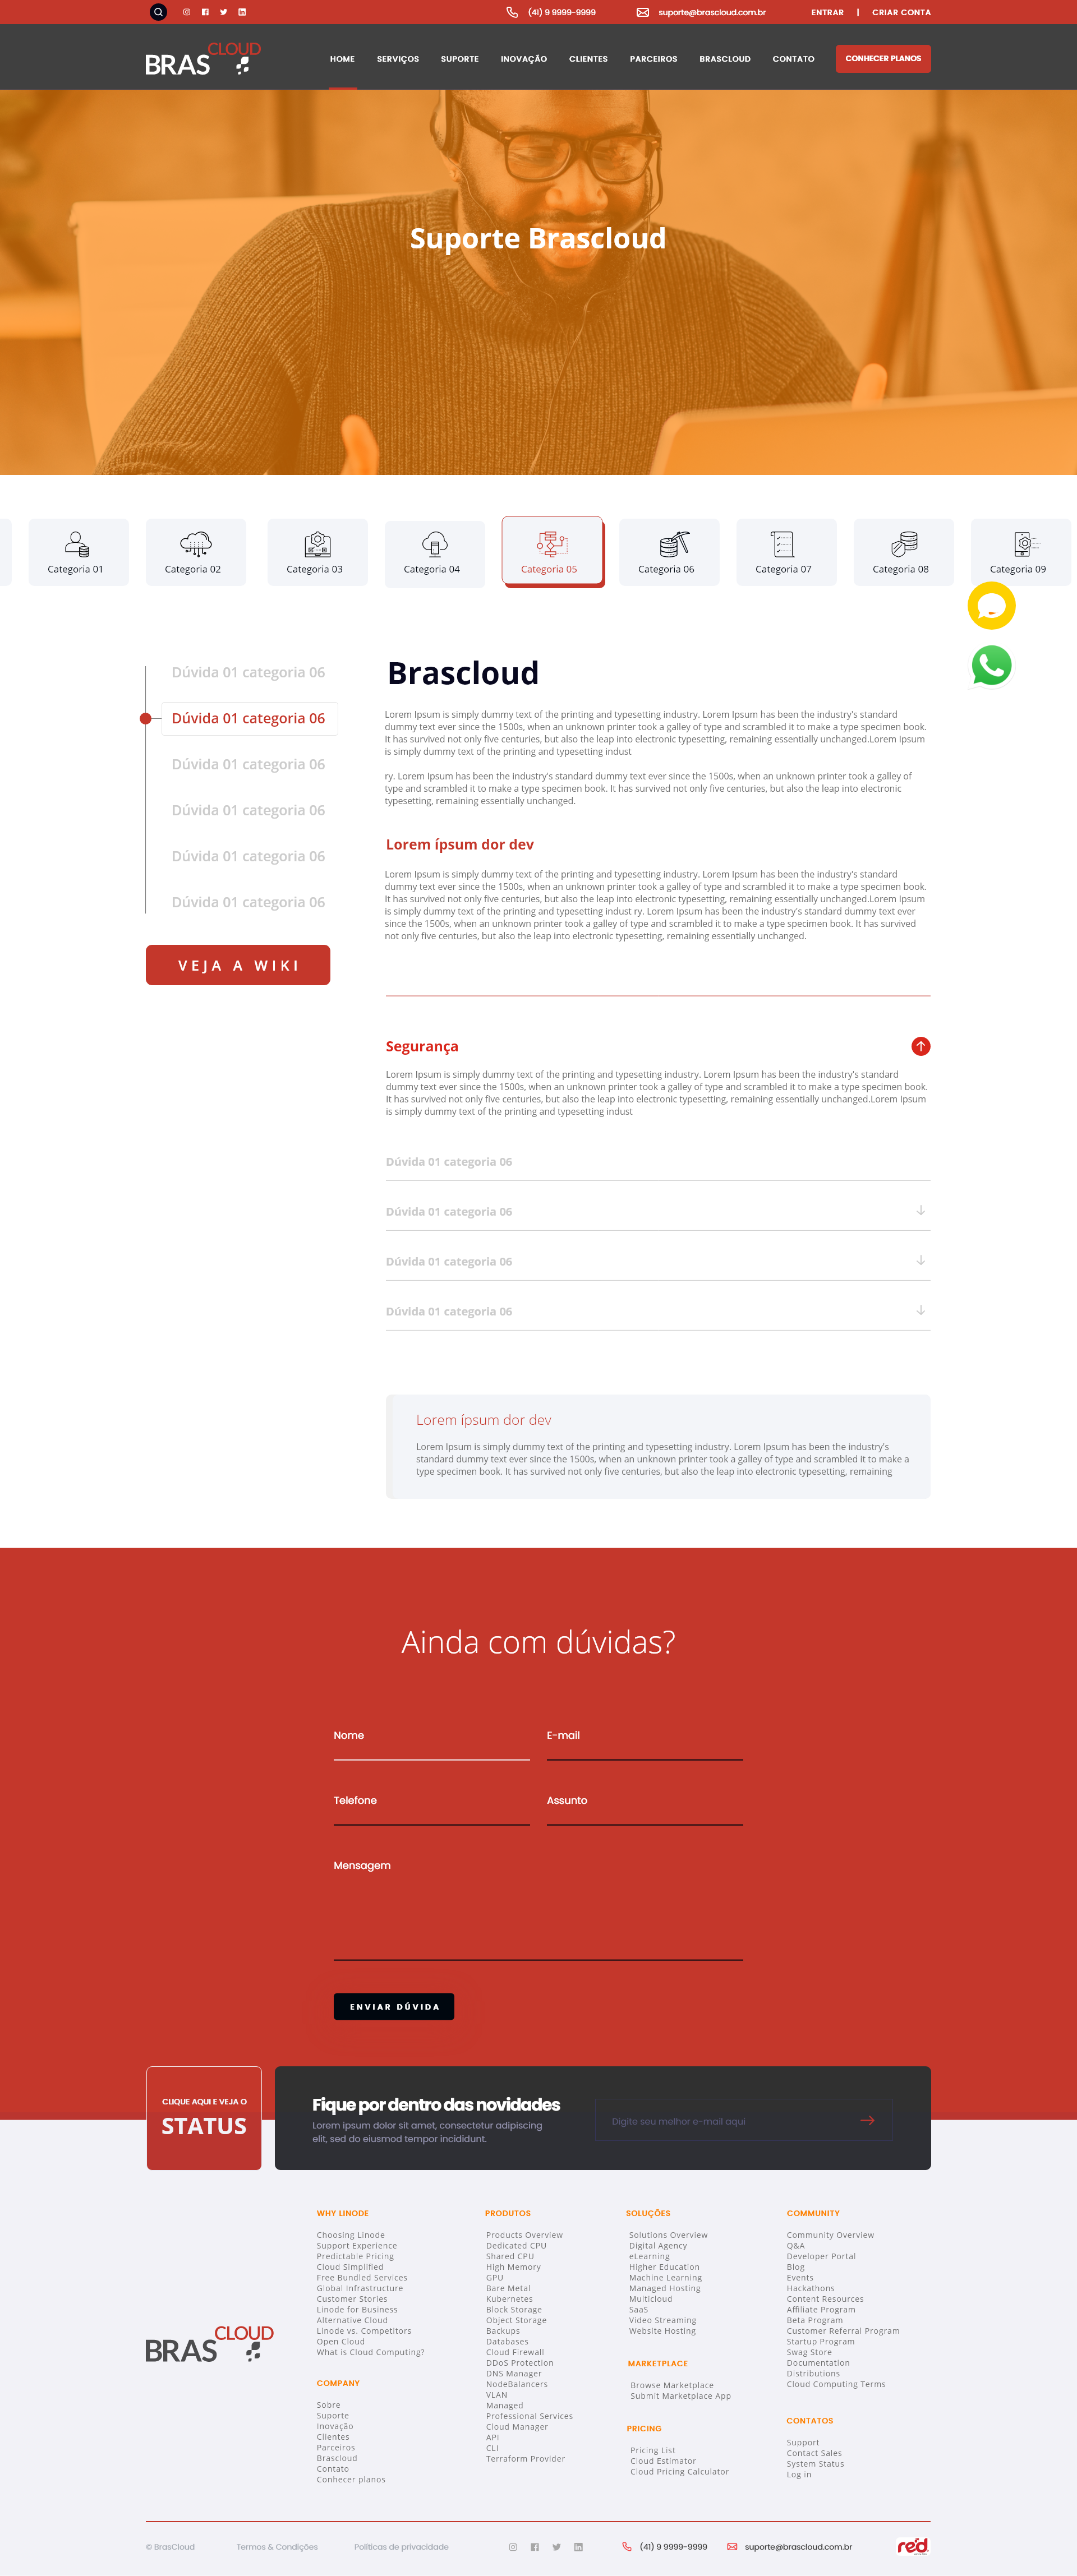 (41) 9 9999-9999
suporte@brascloud.com.br
ENTRAR | CRIAR CONTA
BRASCLOUD
HOME SERVIÇOS SUPORTE INOVAÇÃO CLIENTES PARCEIROS BRASCLOUD CONTATO
CONHECER PLANOS
Suporte Brascloud
Categoria 01
Categoria 02
Categoria 03
Categoria 04
Categoria 05
Categoria 06
Categoria 07
Categoria 08
Categoria 09
Dúvida 01 categoria 06
Dúvida 01 categoria 06
Dúvida 01 categoria 06
Dúvida 01 categoria 06
Dúvida 01 categoria 06
Dúvida 01 categoria 06
VEJA A WIKI
Brascloud
Lorem Ipsum is simply dummy text of the printing and typesetting industry. Lorem Ipsum has been the industry's standard
dummy text ever since the 1500s, when an unknown printer took a galley of type and scrambled it to make a type specimen book.
It has survived not only five centuries, but also the leap into electronic typesetting, remaining essentially unchanged.Lorem Ipsum
is simply dummy text of the printing and typesetting indust
ry. Lorem Ipsum has been the industry's standard dummy text ever since the 1500s, when an unknown printer took a galley of
type and scrambled it to make a type specimen book. It has survived not only five centuries, but also the leap into electronic
typesetting, remaining essentially unchanged.
Lorem ípsum dor dev
Lorem Ipsum is simply dummy text of the printing and typesetting industry. Lorem Ipsum has been the industry's standard
dummy text ever since the 1500s, when an unknown printer took a galley of type and scrambled it to make a type specimen book.
It has survived not only five centuries, but also the leap into electronic typesetting, remaining essentially unchanged.Lorem Ipsum
is simply dummy text of the printing and typesetting indust ry. Lorem Ipsum has been the industry's standard dummy text ever
since the 1500s, when an unknown printer took a galley of type and scrambled it to make a type specimen book. It has survived
not only five centuries, but also the leap into electronic typesetting, remaining essentially unchanged.
Segurança
Lorem Ipsum is simply dummy text of the printing and typesetting industry. Lorem Ipsum has been the industry's standard
dummy text ever since the 1500s, when an unknown printer took a galley of type and scrambled it to make a type specimen book.
It has survived not only five centuries, but also the leap into electronic typesetting, remaining essentially unchanged.Lorem Ipsum
is simply dummy text of the printing and typesetting indust
Dúvida 01 categoria 06
Dúvida 01 categoria 06
Dúvida 01 categoria 06
Dúvida 01 categoria 06
Lorem ípsum dor dev
Lorem Ipsum is simply dummy text of the printing and typesetting industry. Lorem Ipsum has been the industry's
standard dummy text ever since the 1500s, when an unknown printer took a galley of type and scrambled it to make a
type specimen book. It has survived not only five centuries, but also the leap into electronic typesetting, remaining
Ainda com dúvidas?
Nome
E-mail
Telefone
Assunto
Mensagem
ENVIAR DÚVIDA
CLIQUE AQUI E VEJA O
STATUS
Fique por dentro das novidades
Lorem ipsum dolor sit amet, consectetur adipiscing
elit, sed do eiusmod tempor incididunt.
Digite seu melhor e-mail aqui
BRASCLOUD
WHY LINODE
Choosing Linode
Support Experience
Predictable Pricing
Cloud Simplified
Free Bundled Services
Global Infrastructure
Customer Stories
Linode for Business
Alternative Cloud
Linode vs. Competitors
Open Cloud
What is Cloud Computing?
COMPANY
Sobre
Suporte
Inovação
Clientes
Parceiros
Brascloud
Contato
Conhecer planos
PRODUTOS
Products Overview
Dedicated CPU
Shared CPU
High Memory
GPU
Bare Metal
Kubernetes
Block Storage
Object Storage
Backups
Databases
Cloud Firewall
DDoS Protection
DNS Manager
NodeBalancers
VLAN
Managed
Professional Services
Cloud Manager
API
CLI
Terraform Provider
SOLUÇÕES
Solutions Overview
Digital Agency
eLearning
Higher Education
Machine Learning
Managed Hosting
Multicloud
SaaS
Video Streaming
Website Hosting
MARKETPLACE
Browse Marketplace
Submit Marketplace App
PRICING
Pricing List
Cloud Estimator
Cloud Pricing Calculator
COMMUNITY
Community Overview
Q&A
Developer Portal
Blog
Events
Hackathons
Content Resources
Affiliate Program
Beta Program
Customer Referral Program
Startup Program
Swag Store
Documentation
Distributions
Cloud Computing Terms
CONTATOS
Support
Contact Sales
System Status
Log in
© BrasCloud
Termos & Condições
Políticas de privacidade
(41) 9 9999-9999
suporte@brascloud.com.br
red